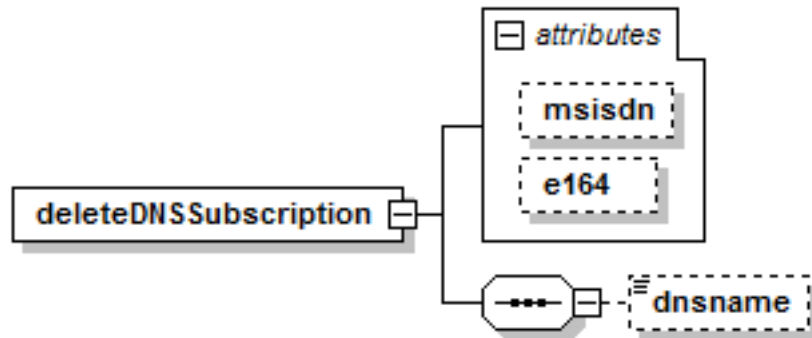 attributes
msisdn
e164
deleteDNSSubscription
dnsname